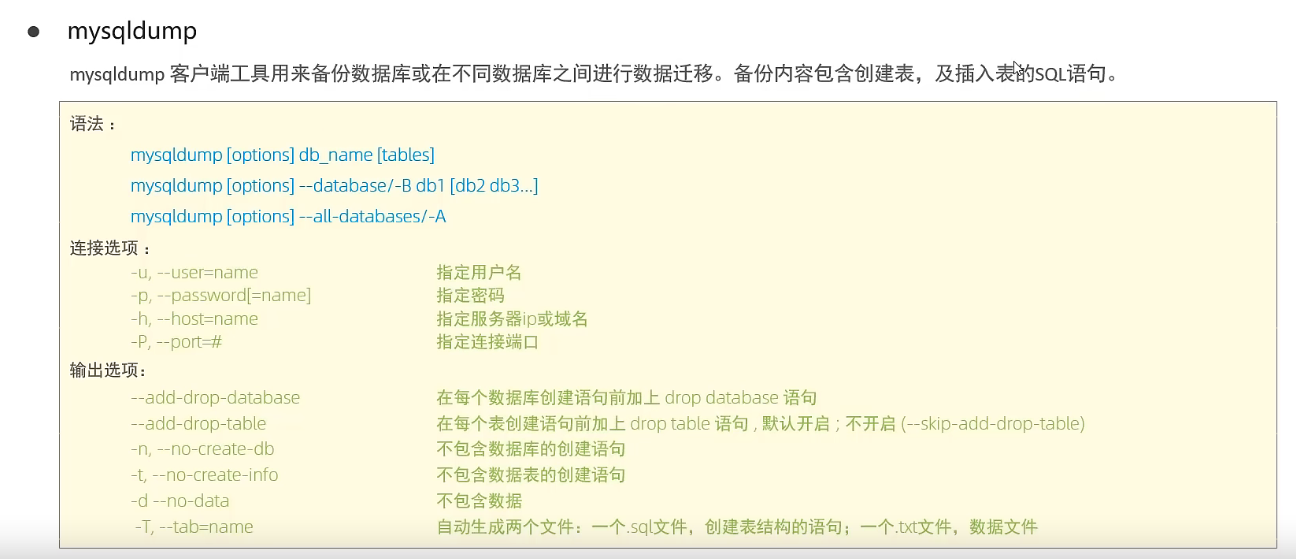 ● mysqldump
mysqldump 客户端工具用来备份数据库或在不同数据库之间进行数据迁移。备份内容包含创建表，及插入表的SQL语句。
语法：
mysqldump [options] db_name [tables]
mysqldump [options] --database/-B db1 [db2 db3...]
mysqldump [options] --all-databases/-A
连接选项：
-u, --user=name 指定用户名
-p, --password[=name] 指定密码
-h, --host=name 指定服务器ip或域名
-P, --port=# 指定连接端口
输出选项：
--add-drop-database 在每个数据库创建语句前加上 drop database 语句
--add-drop-table 在每个表创建语句前加上 drop table 语句 , 默认开启 ; 不开启 (--skip-add-drop-table)
-n, --no-create-db 不包含数据库的创建语句
-t, --no-create-info 不包含数据表的创建语句
-d --no-data 不包含数据
-T, --tab=name 自动生成两个文件：一个.sql文件，创建表结构的语句；一个.txt文件，数据文件